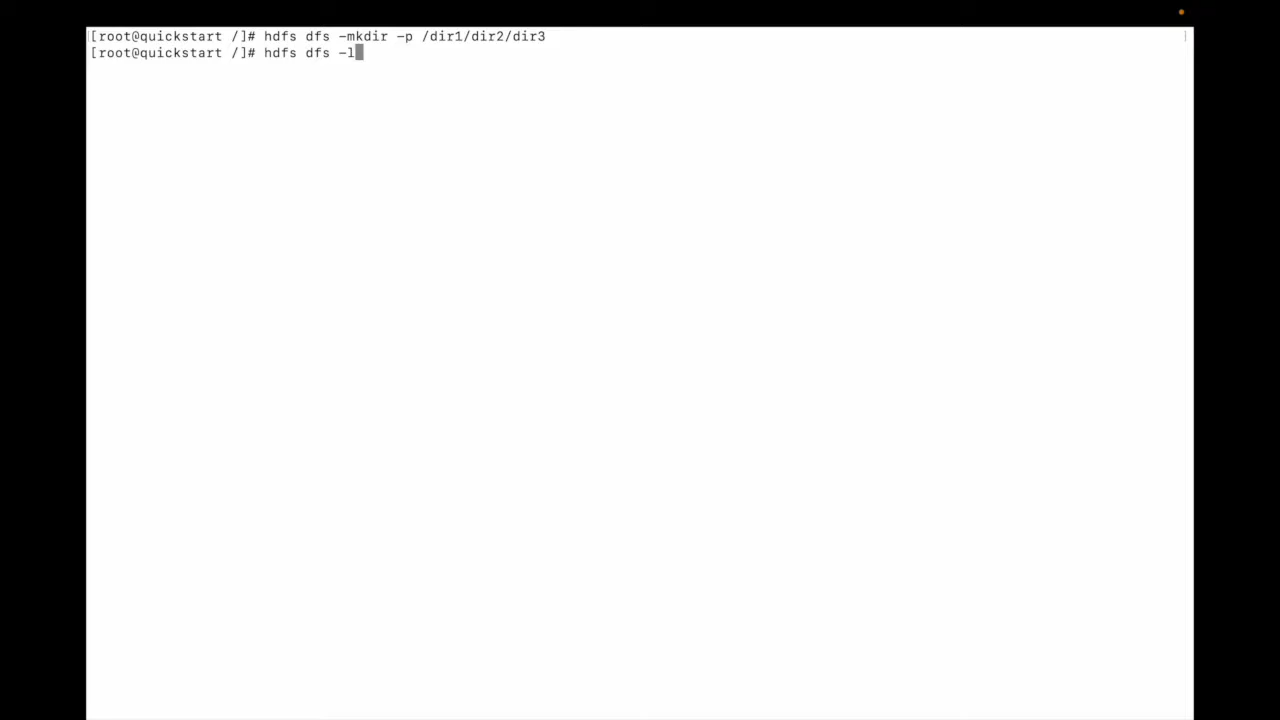 [root@quickstart /]# hdfs dfs -mkdir -p /dir1/dir2/dir3
[root@quickstart /]# hdfs dfs -l